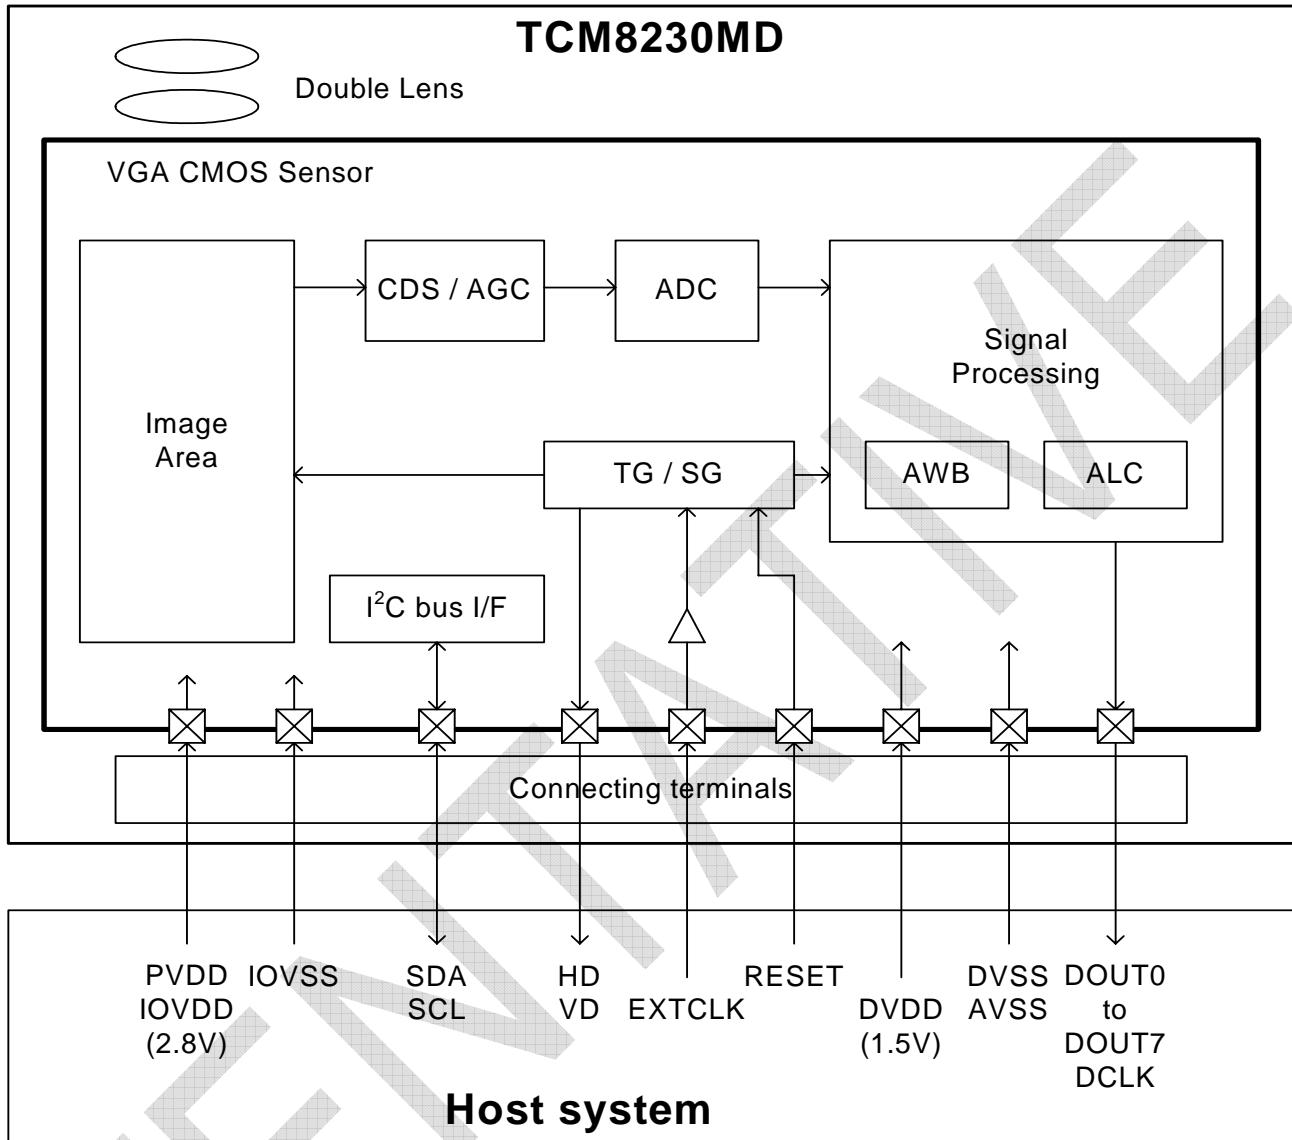 TCM8230MD
Double Lens
VGA CMOS Sensor
CDS / AGC
ADC
Signal
Processing
Image
Area
TG / SG
AWB
ALC
I²C bus I/F
Connecting terminals
PVDD
IOVDD
(2.8V)
IOVSS
SDA
SCL
HD
VD
EXTCLK
RESET
DVDD
(1.5V)
DVSS
AVSS
DOUT0
to
DOUT7
DCLK
Host system
ENTATIVE